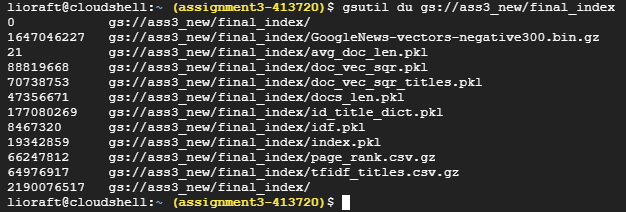 lioraft@cloudshell:~ (assignment3-413720)$ gsutil du gs://ass3_new/final_index
0 gs://ass3_new/final_index/
1647046227 gs://ass3_new/final_index/GoogleNews-vectors-negative300.bin.gz
21 gs://ass3_new/final_index/avg_doc_len.pkl
88819668 gs://ass3_new/final_index/doc_vec_sqr.pkl
70738753 gs://ass3_new/final_index/doc_vec_sqr_titles.pkl
47356671 gs://ass3_new/final_index/docs_len.pkl
177080269 gs://ass3_new/final_index/id_title_dict.pkl
8467320 gs://ass3_new/final_index/idf.pkl
19342859 gs://ass3_new/final_index/index.pkl
66247812 gs://ass3_new/final_index/page_rank.csv.gz
64976917 gs://ass3_new/final_index/tfidf_titles.csv.gz
2190076517 gs://ass3_new/final_index/
lioraft@cloudshell:~ (assignment3-413720)$